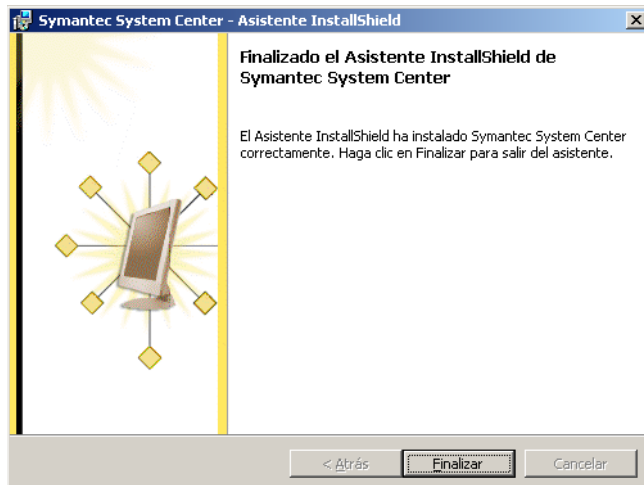 Symantec System Center - Asistente InstallShield
Finalizado el Asistente InstallShield de
Symantec System Center
El Asistente InstallShield ha instalado Symantec System Center
correctamente. Haga clic en Finalizar para salir del asistente.
< Atrás Finalizar Cancelar